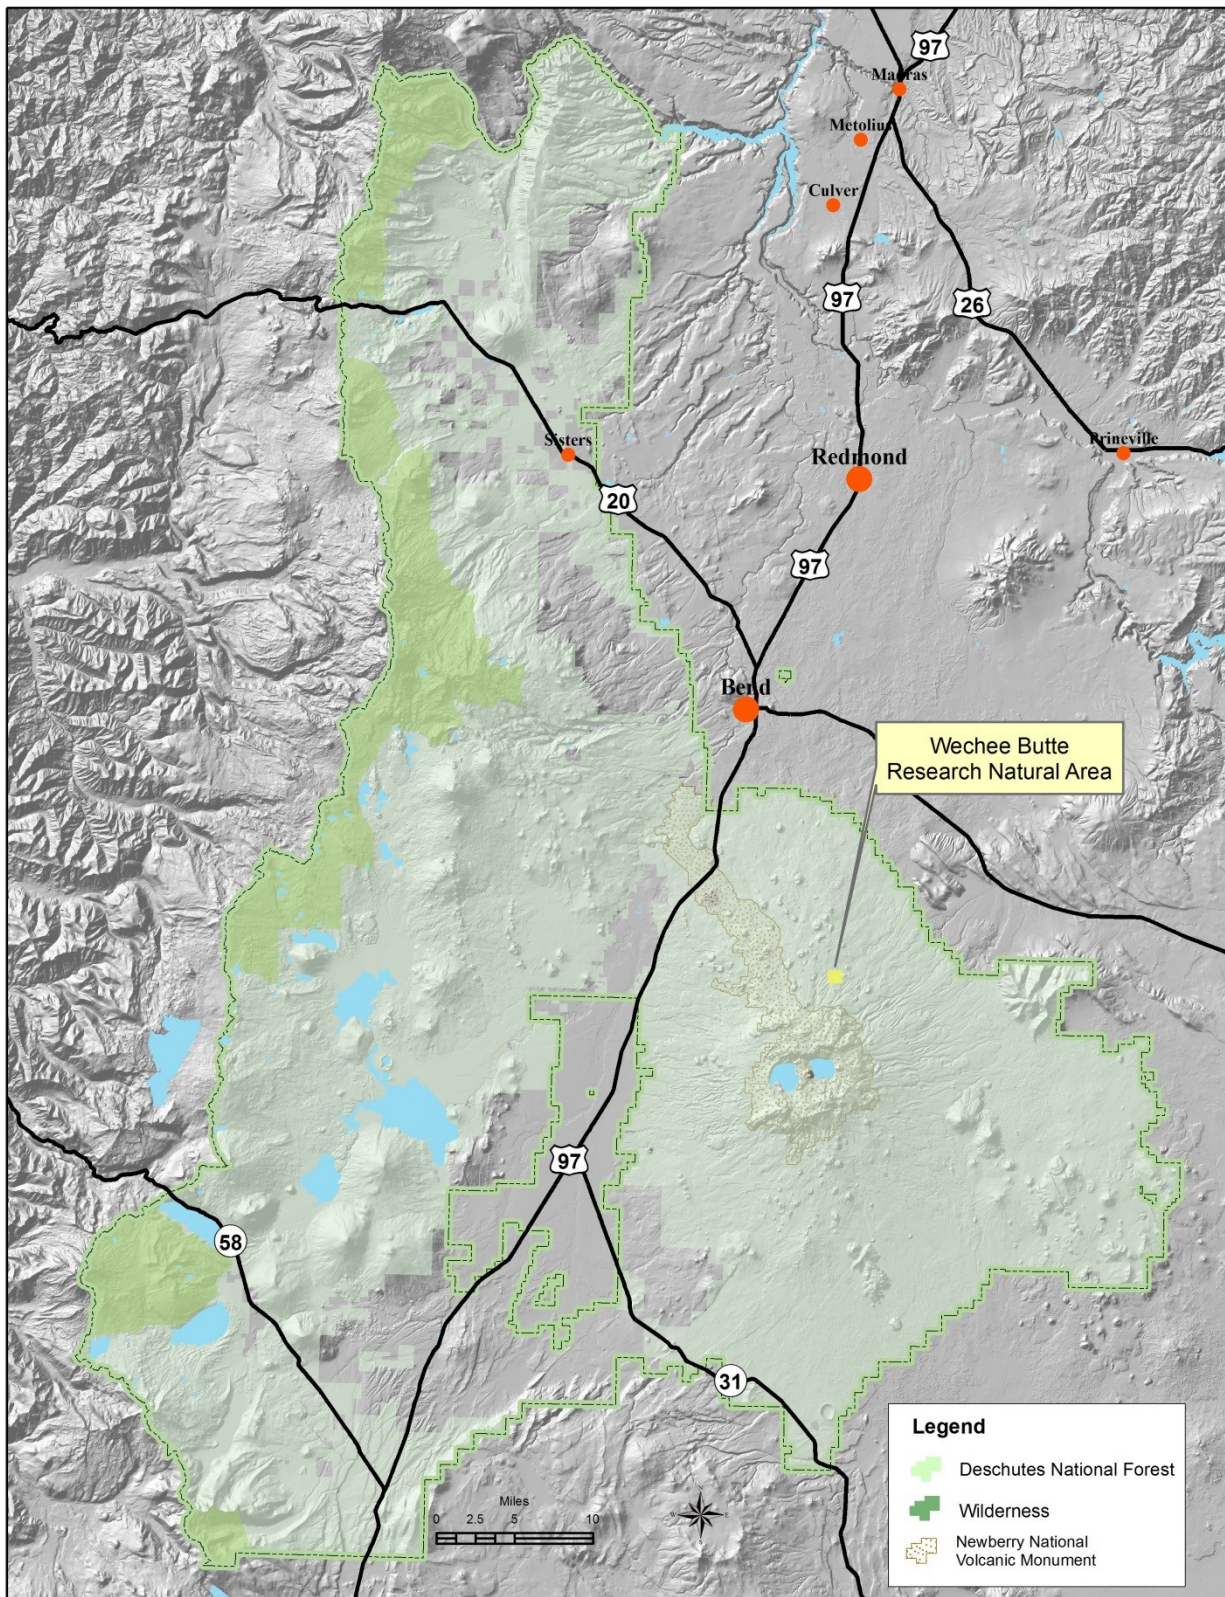 97
Madras
Metolius
Culver
97
26
Sisters
Redmond
Prineville
20
97
Bend
Wechee Butte
Research Natural Area
97
58
31
Legend
Deschutes National Forest
Wilderness
Newberry National
Volcanic Monument
Miles
0 2.5 5 10